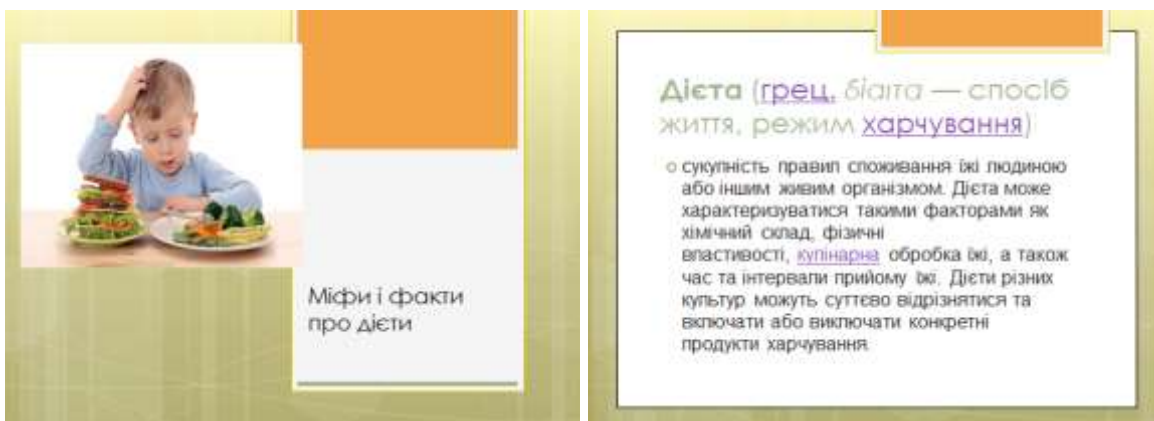 Міфи і факти
про дієти
Дієта (грец. δίαιτα — спосіб
життя, режим харчування)
сукупність правил споживання їжі людиною
або іншим живим організмом. Дієта може
характеризуватися такими факторами як
хімічний склад, фізичні
властивості, кулінарна обробка їжі, а також
час та інтервали прийому їжі. Дієти різних
культур можуть суттєво відрізнятися та
включати або виключати конкретні
продукти харчування.